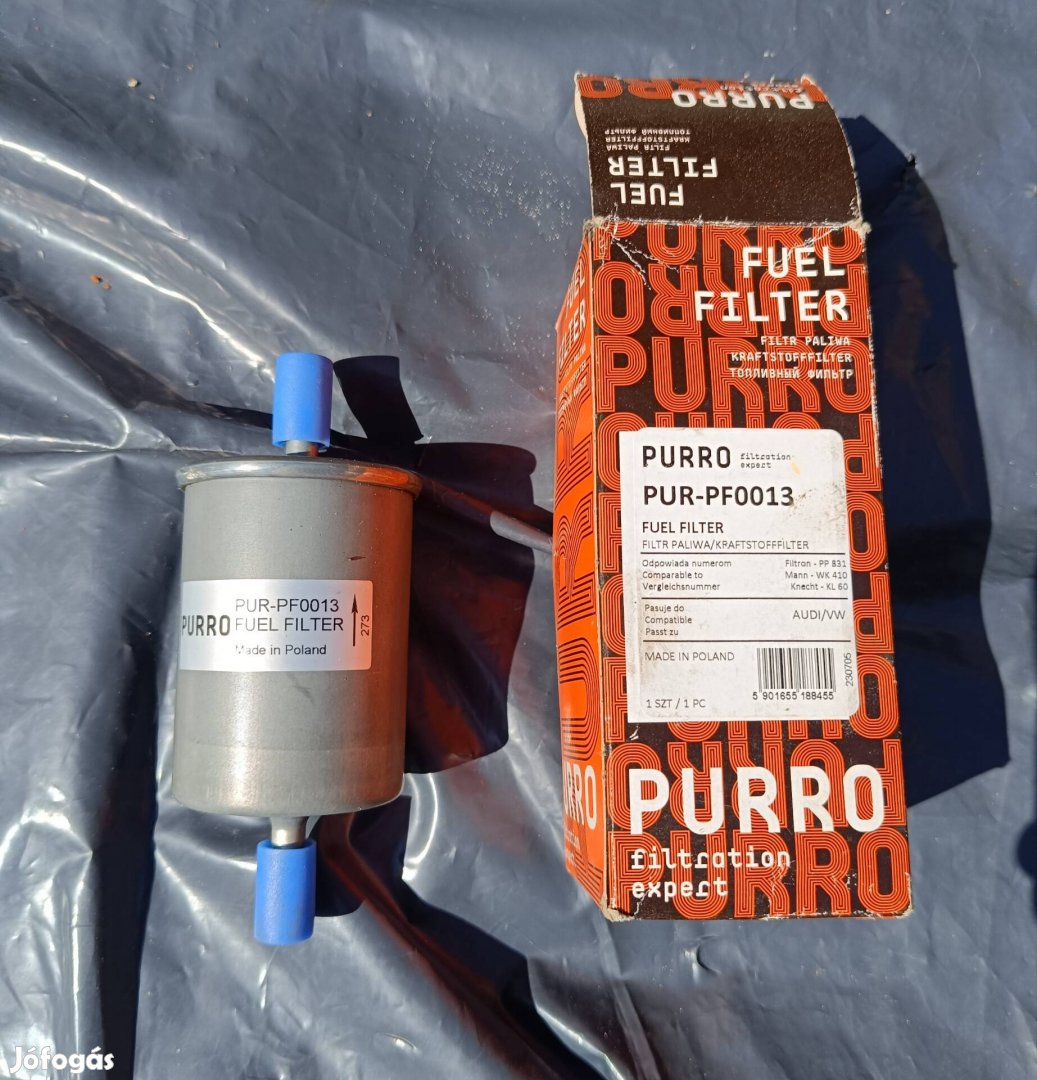 PURRO
ТОПЛИВНЫЙ ФИЛЬТР
KRAFTSTOFFFILTER
FILTR PALIWA
FUEL
FILTER
FUEL
FILTER
FILTR PALIWA
KRAFTSTOFFFILTER
ТОПЛИВНЫЙ ФИЛЬТР
PURRO filtration
expert
PUR-PF0013
FUEL FILTER
FILTR PALIWA/KRAFTSTOFFFILTER
Odpowiada numerom Filtron - PP 831
Comparable to Mann - WK 410
Vergleichsnummer Knecht - KL 60
Pasuje do
Compatible AUDI/VW
Passt zu
MADE IN POLAND
230705
5 901655 188455
1 SZT / 1 PC
PURRO
filtration
expert
PUR-PF0013
PURRO FUEL FILTER
Made in Poland
273
Jófogás